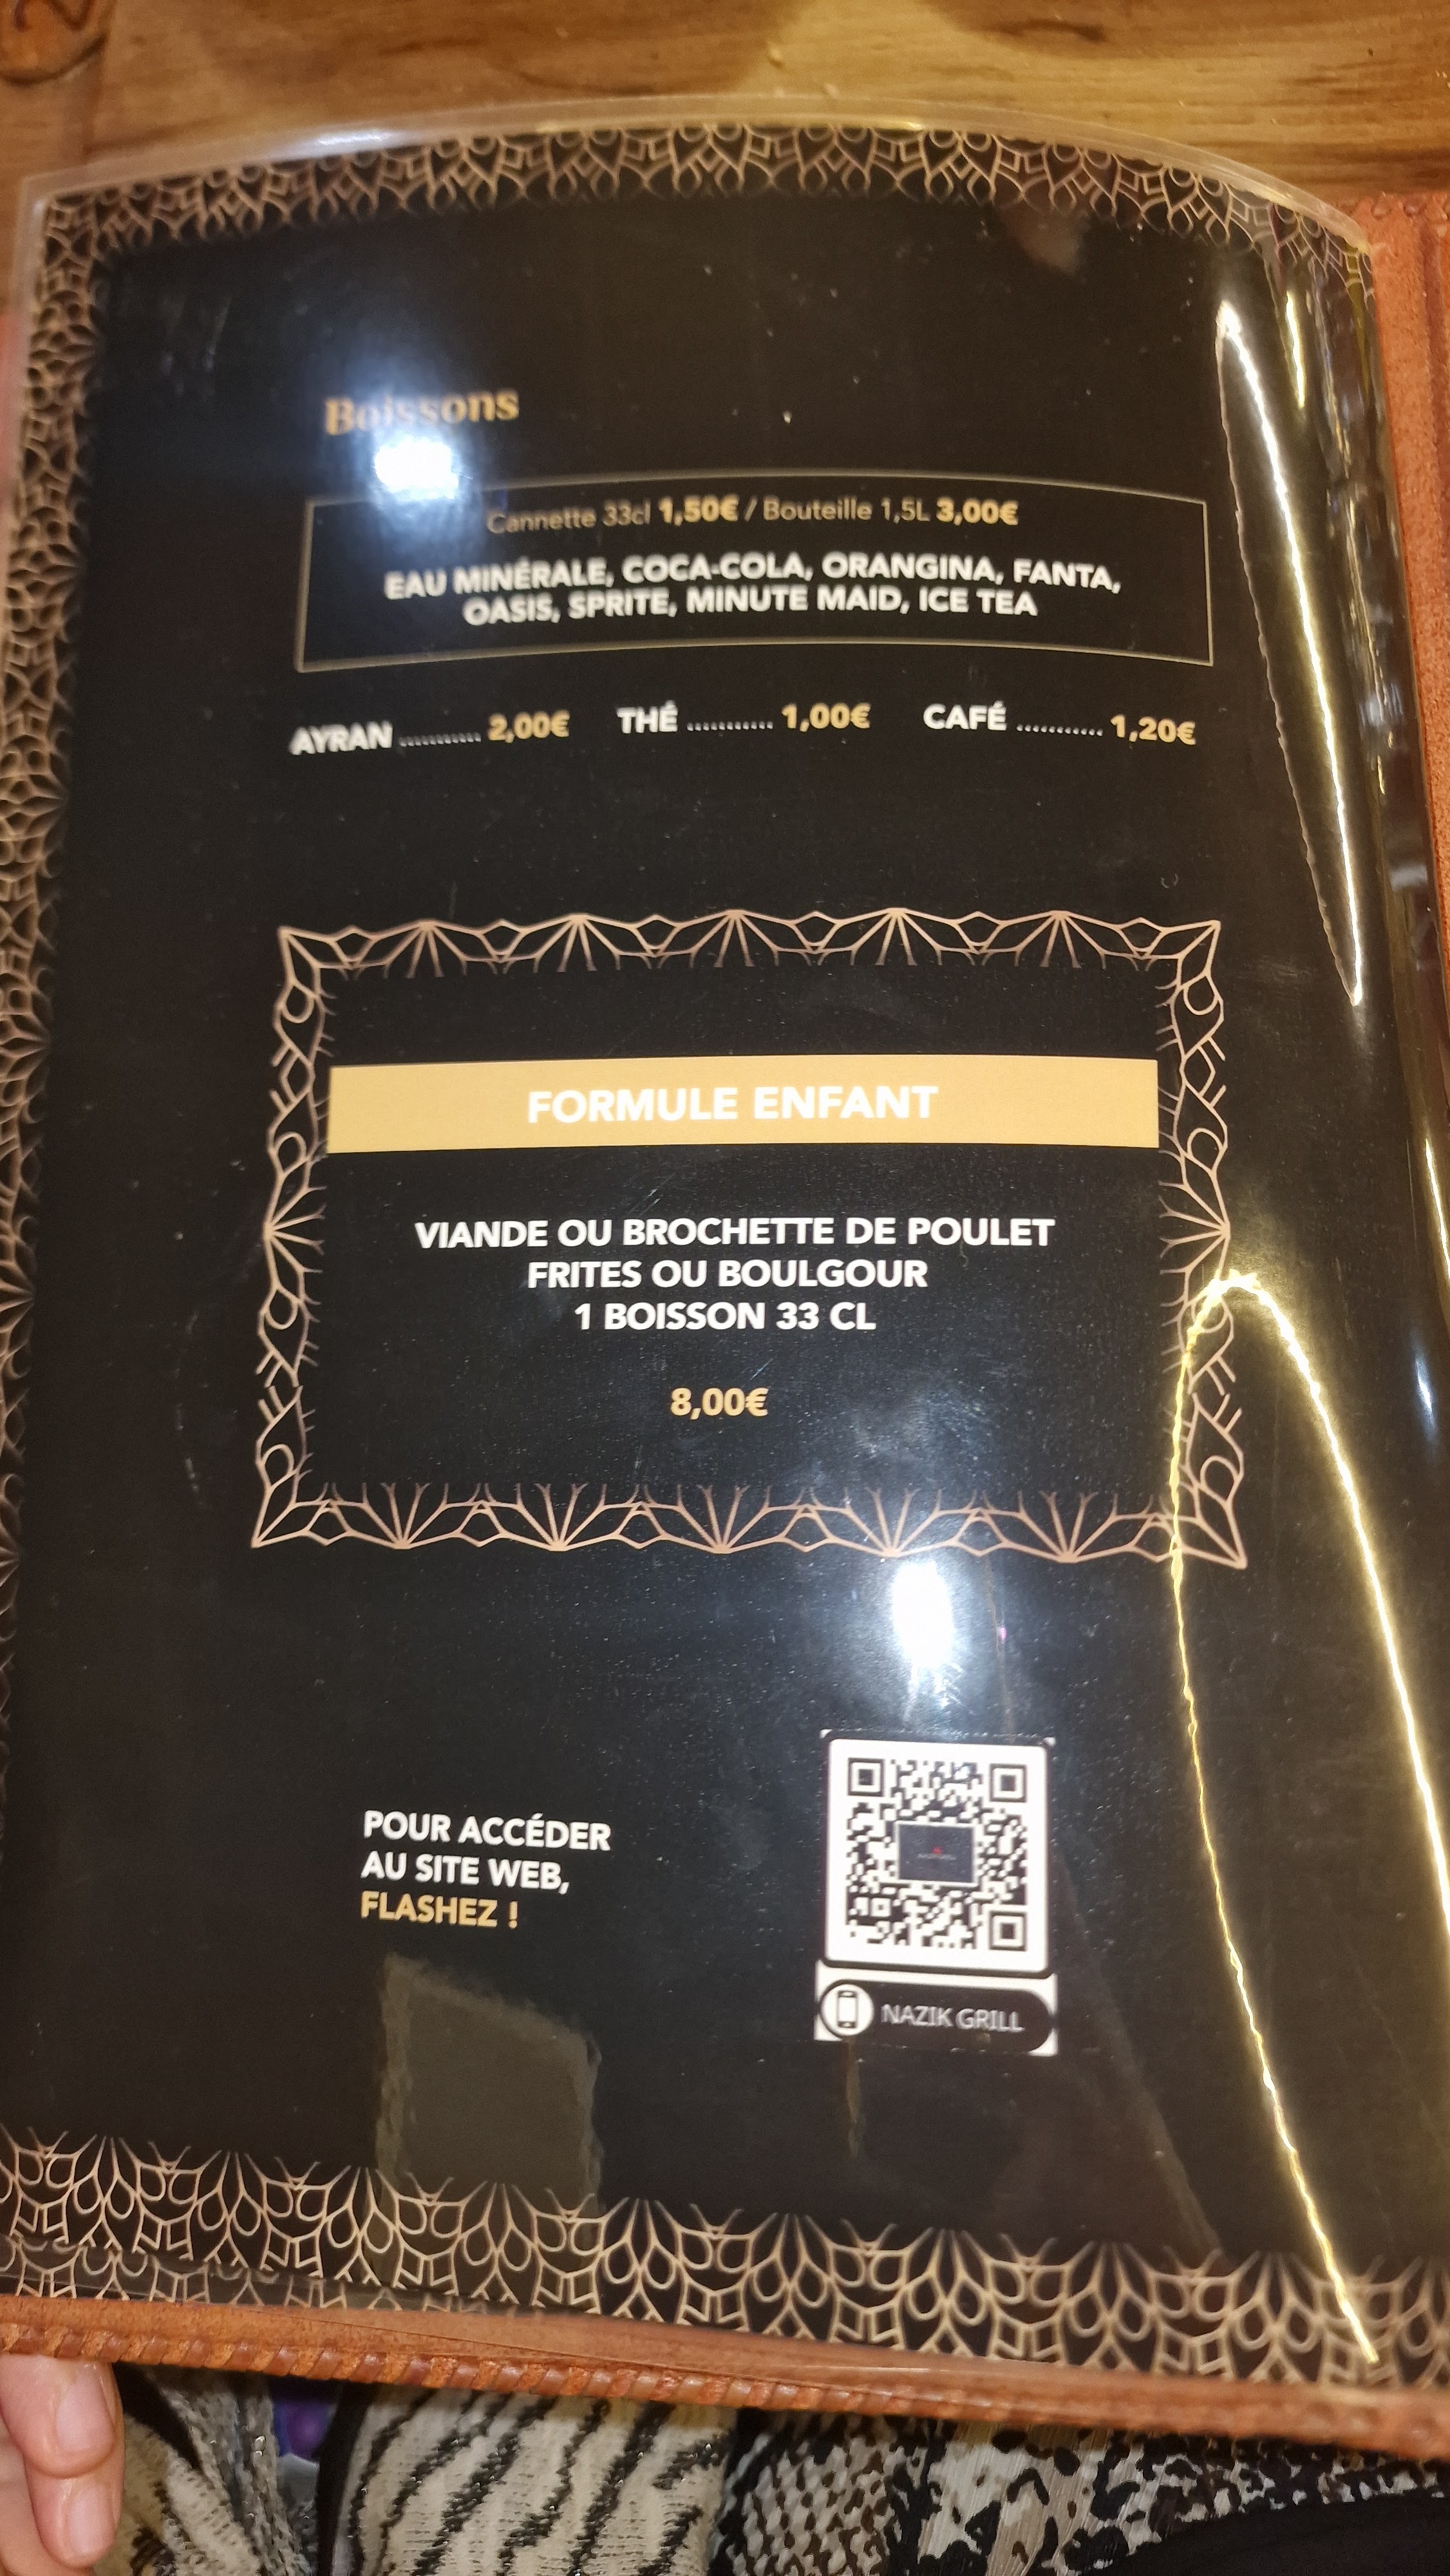 Boissons
Cannette 33cl 1,50€ / Bouteille 1,5L 3,00€
EAU MINÉRALE, COCA-COLA, ORANGINA, FANTA,
OASIS, SPRITE, MINUTE MAID, ICE TEA
AYRAN ........... 2,00€ THÉ ........... 1,00€ CAFÉ ........... 1,20€
FORMULE ENFANT
VIANDE OU BROCHETTE DE POULET
FRITES OU BOULGOUR
1 BOISSON 33 CL
8,00€
POUR ACCÉDER
AU SITE WEB,
FLASHEZ !
NAZIK GRILL